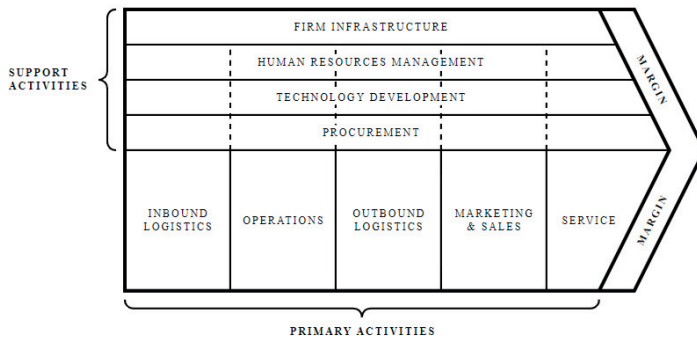 FIRM INFRASTRUCTURE
HUMAN RESOURCES MANAGEMENT
TECHNOLOGY DEVELOPMENT
PROCUREMENT
SUPPORT
ACTIVITIES
MARGIN
INBOUND
LOGISTICS
OPERATIONS
OUTBOUND
LOGISTICS
MARKETING
& SALES
SERVICE
MARGIN
PRIMARY ACTIVITIES